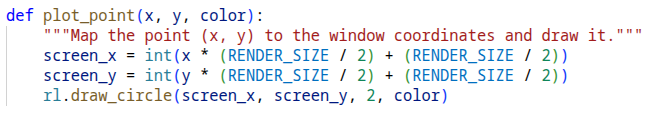 def plot_point(x, y, color):
    """Map the point (x, y) to the window coordinates and draw it."""
    screen_x = int(x * (RENDER_SIZE / 2) + (RENDER_SIZE / 2))
    screen_y = int(y * (RENDER_SIZE / 2) + (RENDER_SIZE / 2))
    rl.draw_circle(screen_x, screen_y, 2, color)